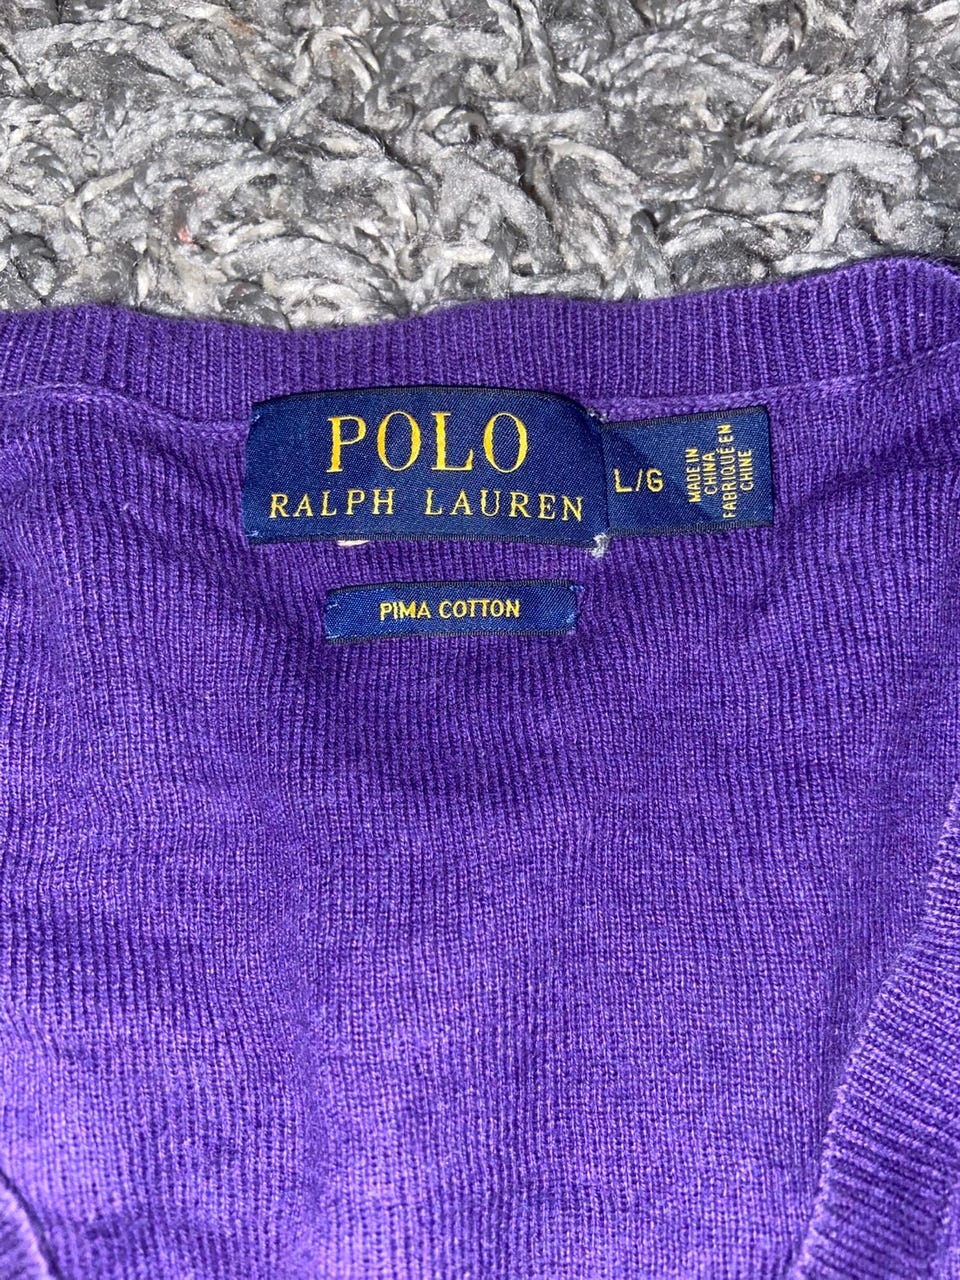 POLO
RALPH LAUREN
L/G
MADE IN
CHINA
FABRIQUÉ EN
CHINE
PIMA COTTON